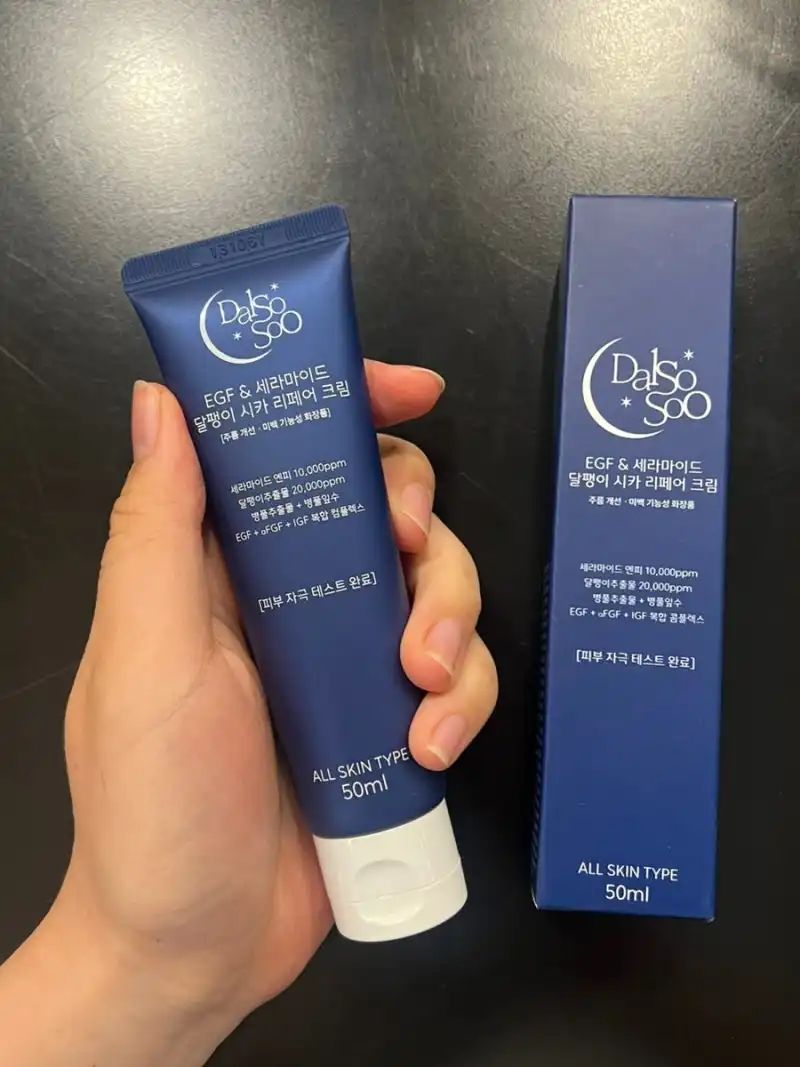 DalSo
Soo
EGF & 세라마이드
달팽이 시카 리페어 크림
[주름 개선 · 미백 기능성 화장품]
세라마이드 엔피 10,000ppm
달팽이추출물 20,000ppm
병풀추출물 + 병풀잎수
EGF + aFGF + IGF 복합 컴플렉스
[피부 자극 테스트 완료]
ALL SKIN TYPE
50ml
DalSo
Soo
EGF & 세라마이드
달팽이 시카 리페어 크림
주름 개선 · 미백 기능성 화장품
세라마이드 엔피 10,000ppm
달팽이추출물 20,000ppm
병풀추출물 + 병풀잎수
EGF + aFGF + IGF 복합 콤플렉스
[피부 자극 테스트 완료]
ALL SKIN TYPE
50ml